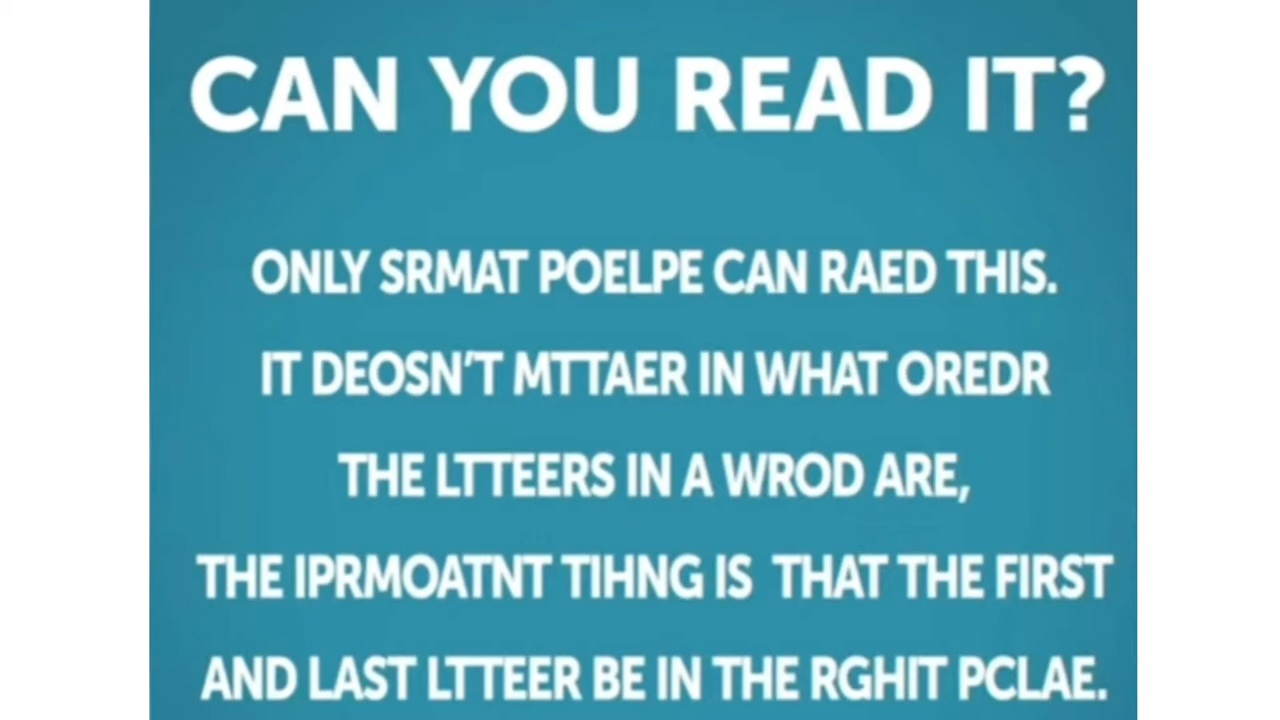 CAN YOU READ IT?
ONLY SRMAT POELPE CAN RAED THIS.
IT DEOSN'T MTTAER IN WHAT OREDR
THE LTTEERS IN A WROD ARE,
THE IPRMOATNT TIHNG IS THAT THE FIRST
AND LAST LTTEER BE IN THE RGHIT PCLAE.